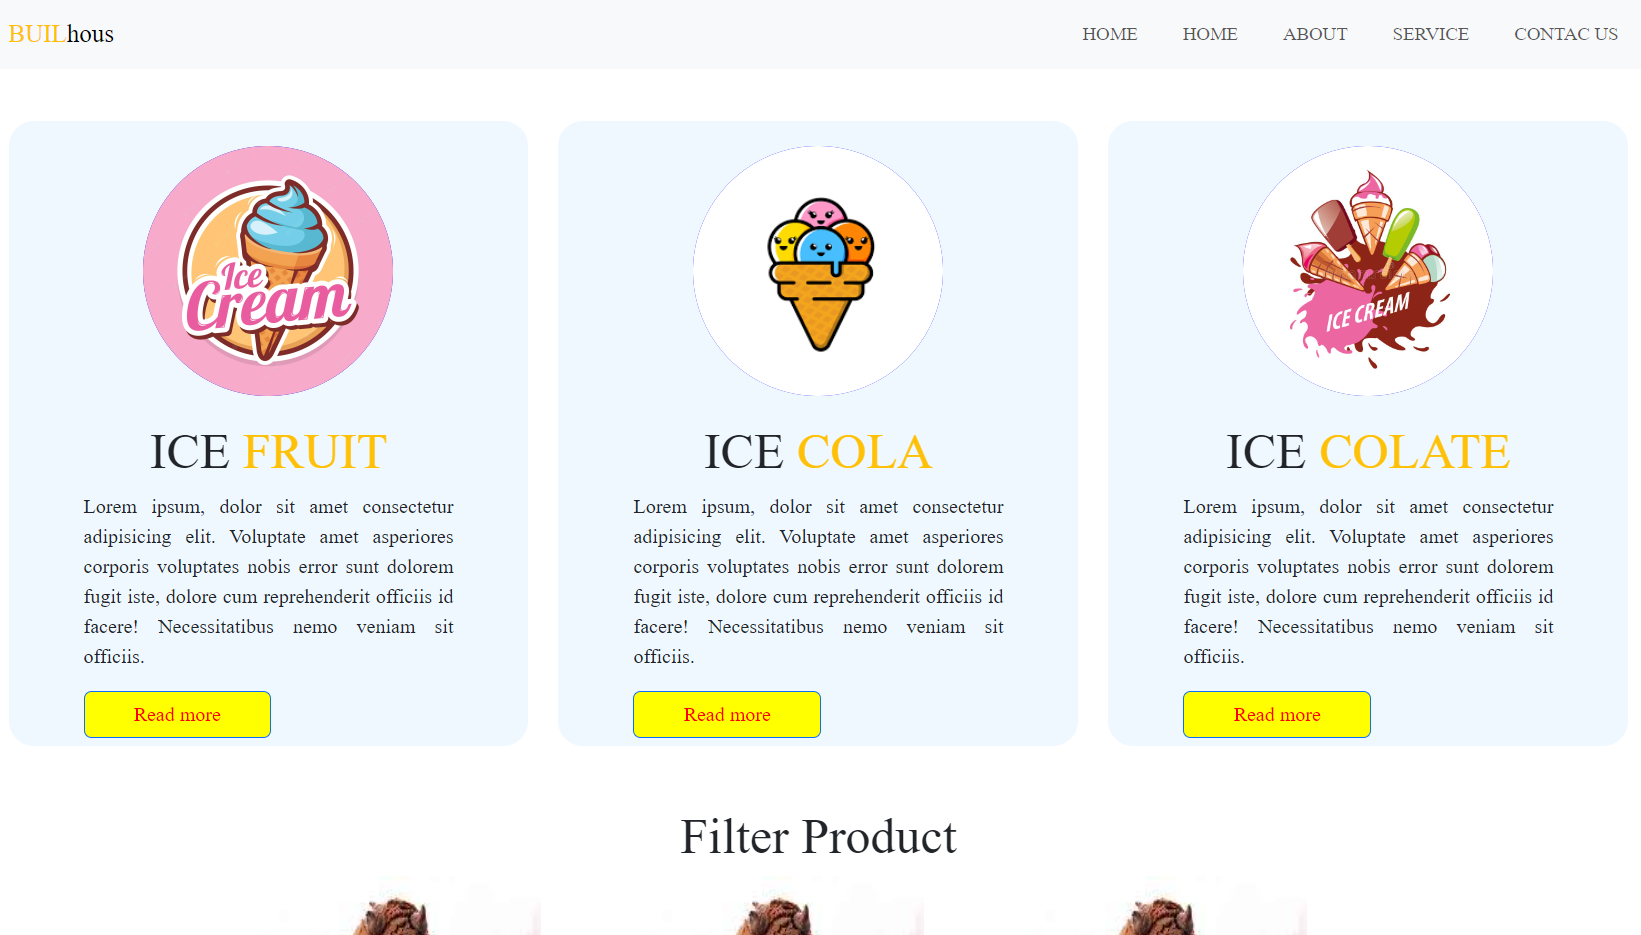 BUILhous HOME HOME ABOUT SERVICE CONTAC US
Ice
Cream
ICE CREAM
ICE FRUIT
Lorem ipsum, dolor sit amet consectetur
adipisicing elit. Voluptate amet asperiores
corporis voluptates nobis error sunt dolorem
fugit iste, dolore cum reprehenderit officiis id
facere! Necessitatibus nemo veniam sit
officiis.
Read more
ICE COLA
Lorem ipsum, dolor sit amet consectetur
adipisicing elit. Voluptate amet asperiores
corporis voluptates nobis error sunt dolorem
fugit iste, dolore cum reprehenderit officiis id
facere! Necessitatibus nemo veniam sit
officiis.
Read more
ICE COLATE
Lorem ipsum, dolor sit amet consectetur
adipisicing elit. Voluptate amet asperiores
corporis voluptates nobis error sunt dolorem
fugit iste, dolore cum reprehenderit officiis id
facere! Necessitatibus nemo veniam sit
officiis.
Read more
Filter Product